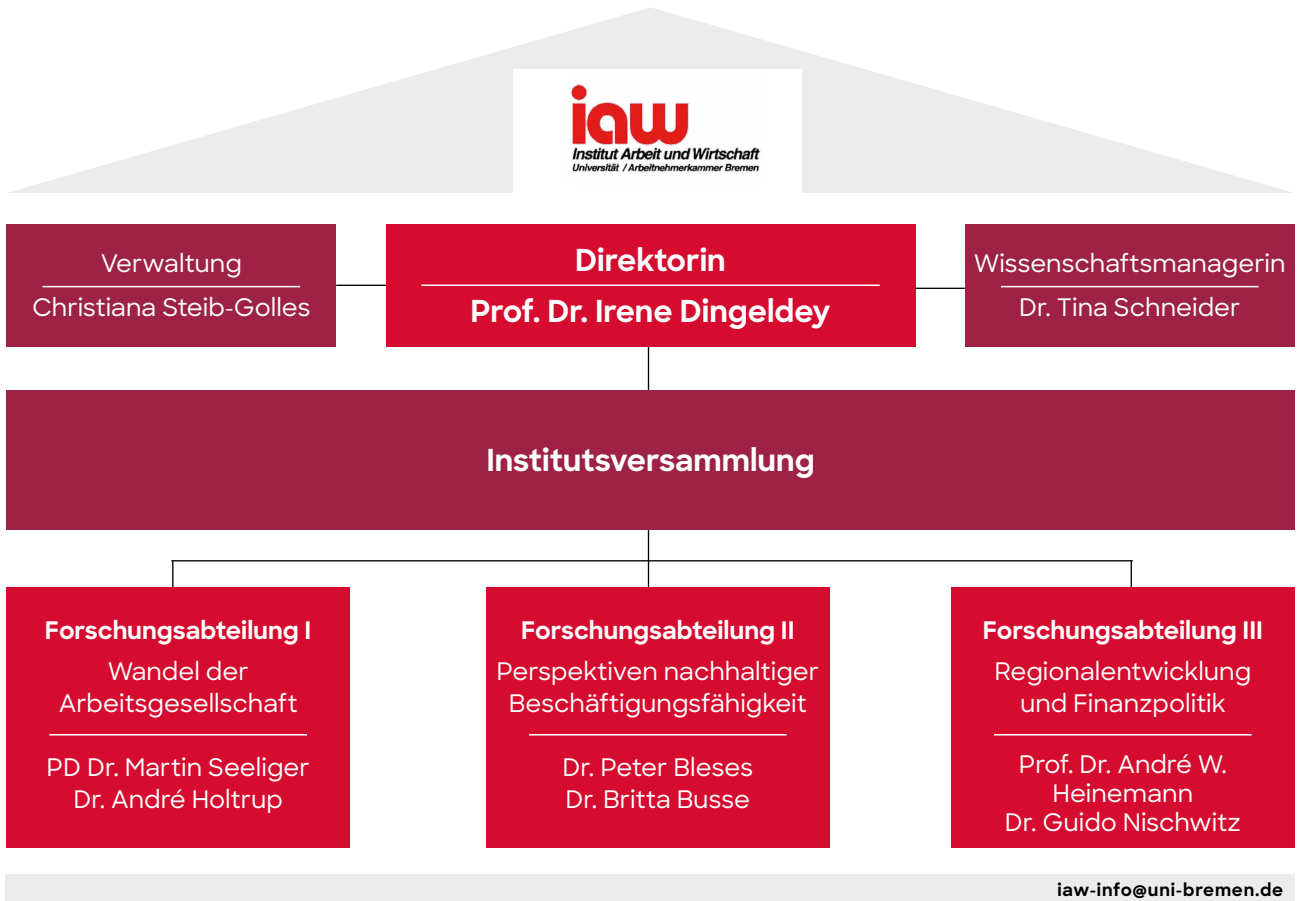 iaw
Institut Arbeit und Wirtschaft
Universität / Arbeitnehmerkammer Bremen
Verwaltung
Christiana Steib-Golles
Direktorin
Prof. Dr. Irene Dingeldey
Wissenschaftsmanagerin
Dr. Tina Schneider
Institutsversammlung
Forschungsabteilung I
Wandel der
Arbeitsgesellschaft
PD Dr. Martin Seeliger
Dr. André Holtrup
Forschungsabteilung II
Perspektiven nachhaltiger
Beschäftigungsfähigkeit
Dr. Peter Bleses
Dr. Britta Busse
Forschungsabteilung III
Regionalentwicklung
und Finanzpolitik
Prof. Dr. André W.
Heinemann
Dr. Guido Nischwitz
iaw-info@uni-bremen.de